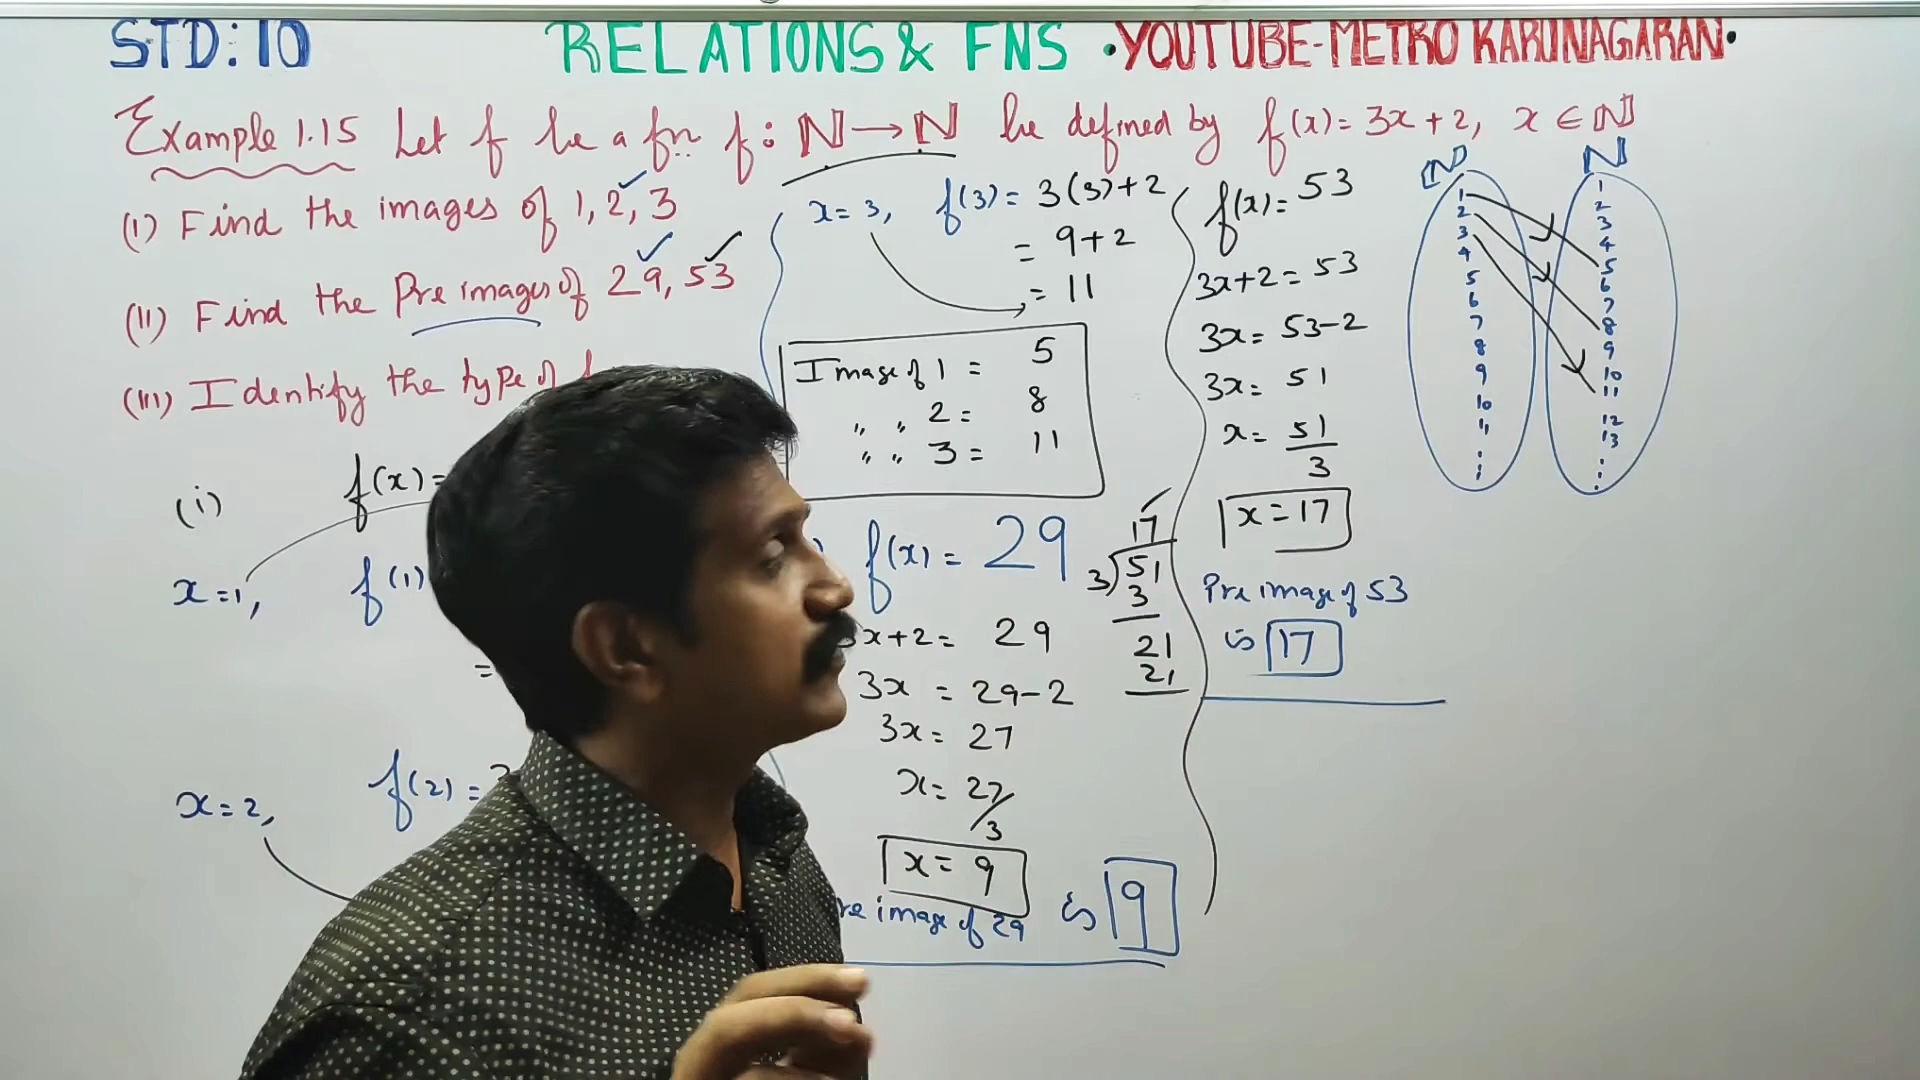 STD: 10 RELATIONS & FNS • YOUTUBE-METRO KARUNAGARAN •
Example 1.15 Let f be a fn f: N → N be defined by f(x) = 3x + 2, x ∈ N
(I) Find the images of 1, 2, 3
(II) Find the Pre images of 29, 53
(III) Identify the type of
(i) f(x) =
x = 1, f(1)
=
x = 2, f(2) =
x = 3, f(3) = 3(3) + 2
= 9 + 2
= 11
Image of 1 = 5
,, ,, 2 = 8
,, ,, 3 = 11
f(x) = 29
3x + 2 = 29
3x = 29 - 2
3x = 27
x = 27/3
x = 9
image of 29 is 9
17
3)51
3
21
21
f(x) = 53
3x + 2 = 53
3x = 53 - 2
3x = 51
x = 51/3
x = 17
Pre image of 53
is 17
N
1
2
3
4
5
6
7
8
9
10
11
⋮
N
1
2
3
4
5
6
7
8
9
10
11
12
13
⋮